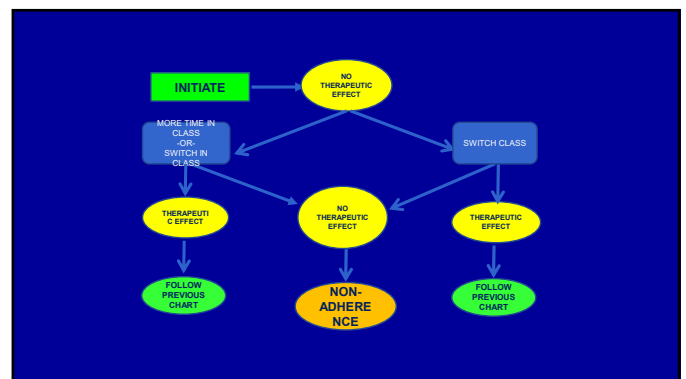 INITIATE
NO
THERAPEUTIC
EFFECT
MORE TIME IN
CLASS
-OR-
SWITCH IN
CLASS
SWITCH CLASS
THERAPEUTI
C EFFECT
NO
THERAPEUTIC
EFFECT
THERAPEUTIC
EFFECT
FOLLOW
PREVIOUS
CHART
NON-
ADHERE
NCE
FOLLOW
PREVIOUS
CHART